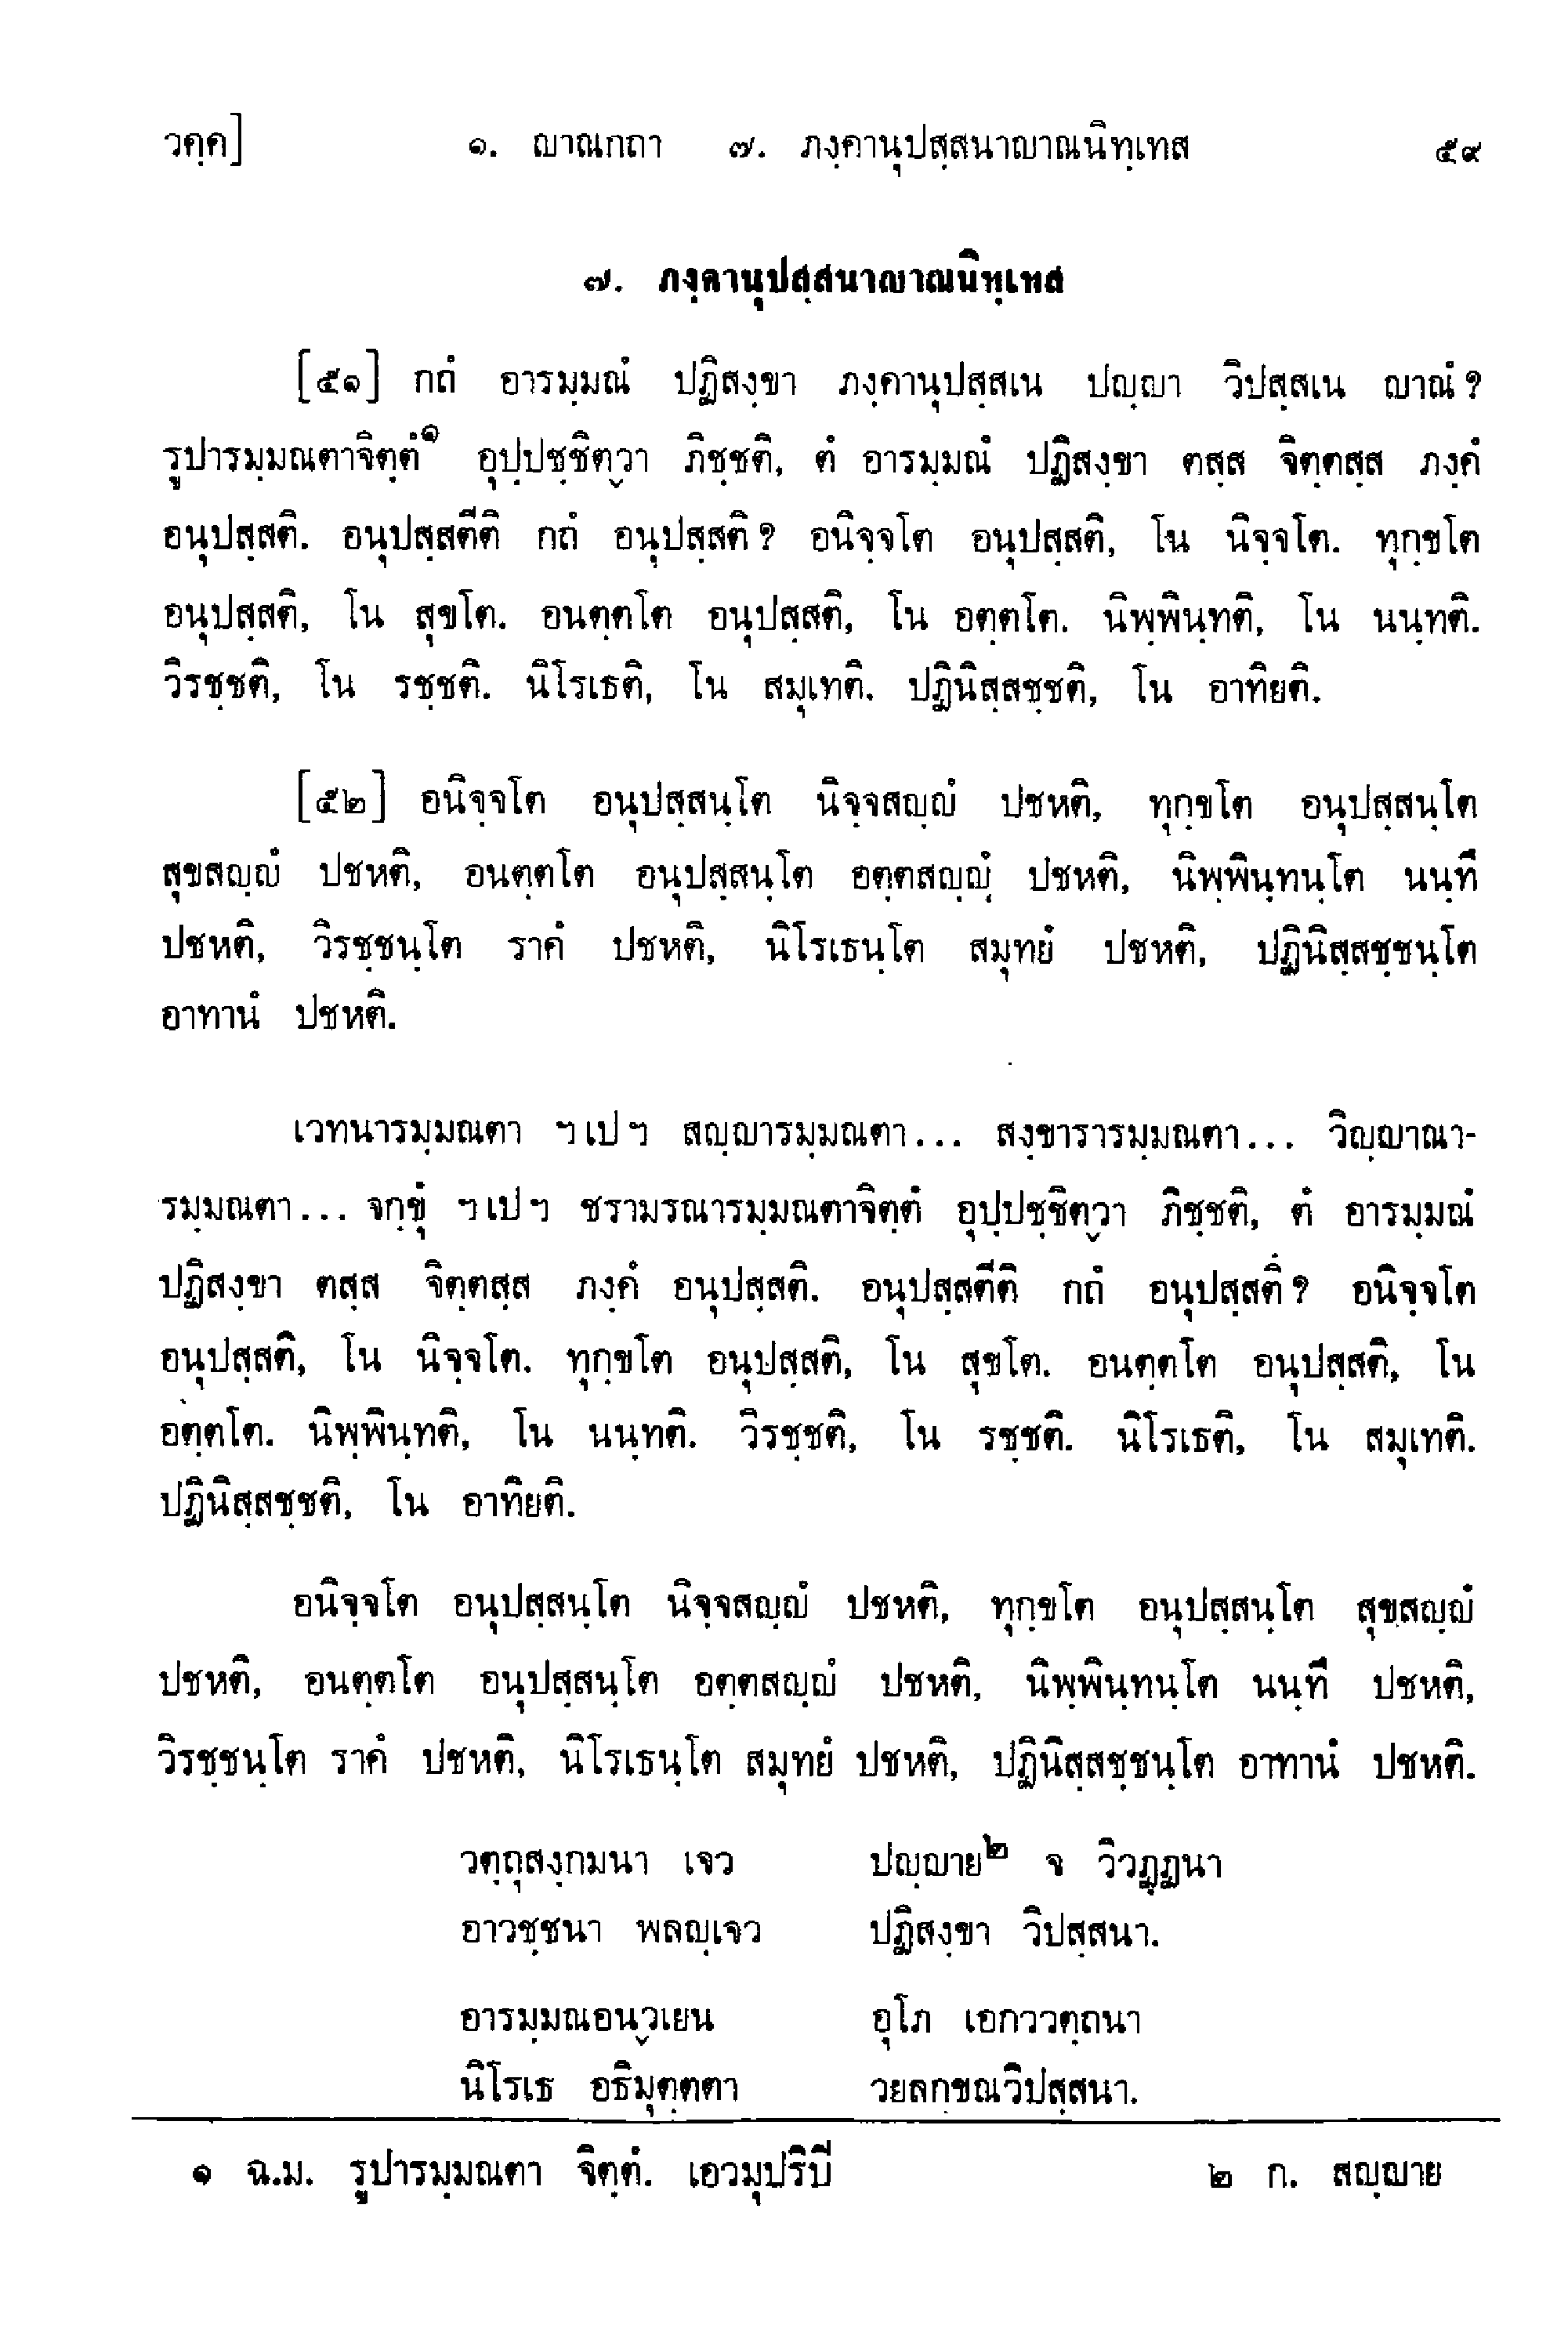 วคฺค] ๑. ญาณกถา ๗. ภงฺคานุปสฺสนาญาณนิทฺเทส ๕๙
๗. ภงฺคานุปสฺสนาญาณนิทฺเทส
[๕๑] กถํ อารมฺมณํ ปฏิสงฺขา ภงฺคานุปสฺสเน ปญฺญา วิปสฺสเน ญาณํ ?
รูปารมฺมณตาจิตฺตํ๑ อุปฺปชฺชิตฺวา ภิชฺชติ, ตํ อารมฺมณํ ปฏิสงฺขา ตสฺส จิตฺตสฺส ภงฺคํ
อนุปสฺสติ. อนุปสฺสตีติ กถํ อนุปสฺสติ ? อนิจฺจโต อนุปสฺสติ, โน นิจฺจโต. ทุกฺขโต
อนุปสฺสติ, โน สุขโต. อนตฺตโต อนุปสฺสติ, โน อตฺตโต. นิพฺพินฺทติ, โน นนฺทติ.
วิรชฺชติ, โน รชฺชติ. นิโรเธติ, โน สมุเทติ. ปฏินิสฺสชฺชติ, โน อาทิยติ.
[๕๒] อนิจฺจโต อนุปสฺสนฺโต นิจฺจสญฺญํ ปชหติ, ทุกฺขโต อนุปสฺสนฺโต
สุขสญฺญํ ปชหติ, อนตฺตโต อนุปสฺสนฺโต อตฺตสญฺญํ ปชหติ, นิพฺพินฺทนฺโต นนฺทึ
ปชหติ, วิรชฺชนฺโต ราคํ ปชหติ, นิโรเธนฺโต สมุทยํ ปชหติ, ปฏินิสฺสชฺชนฺโต
อาทานํ ปชหติ.
เวทนารมฺมณตา ฯเปฯ สญฺญารมฺมณตา... สงฺขารารมฺมณตา... วิญฺญาณา-
รมฺมณตา... จกฺขุํ ฯเปฯ ชรามรณารมฺมณตาจิตฺตํ อุปฺปชฺชิตฺวา ภิชฺชติ, ตํ อารมฺมณํ
ปฏิสงฺขา ตสฺส จิตฺตสฺส ภงฺคํ อนุปสฺสติ. อนุปสฺสตีติ กถํ อนุปสฺสติ ? อนิจฺจโต
อนุปสฺสติ, โน นิจฺจโต. ทุกฺขโต อนุปสฺสติ, โน สุขโต. อนตฺตโต อนุปสฺสติ, โน
อตฺตโต. นิพฺพินฺทติ, โน นนฺทติ. วิรชฺชติ, โน รชฺชติ. นิโรเธติ, โน สมุเทติ.
ปฏินิสฺสชฺชติ, โน อาทิยติ.
อนิจฺจโต อนุปสฺสนฺโต นิจฺจสญฺญํ ปชหติ, ทุกฺขโต อนุปสฺสนฺโต สุขสญฺญํ
ปชหติ, อนตฺตโต อนุปสฺสนฺโต อตฺตสญฺญํ ปชหติ, นิพฺพินฺทนฺโต นนฺทึ ปชหติ,
วิรชฺชนฺโต ราคํ ปชหติ, นิโรเธนฺโต สมุทยํ ปชหติ, ปฏินิสฺสชฺชนฺโต อาทานํ ปชหติ.
วตฺถุสงฺกมนา เจว ปญฺญาย๒ จ วิวฏฺฏนา
อาวชฺชนา พลญฺเจว ปฏิสงฺขา วิปสฺสนา.
อารมฺมณอนฺวเยน อุโภ เอกววตฺถนา
นิโรเธ อธิมุตฺตตา วยลกฺขณวิปสฺสนา.
๑ ฉ.ม. รูปารมฺมณตา จิตฺตํ. เอวมุปริปี ๒ ก. สญฺญาย